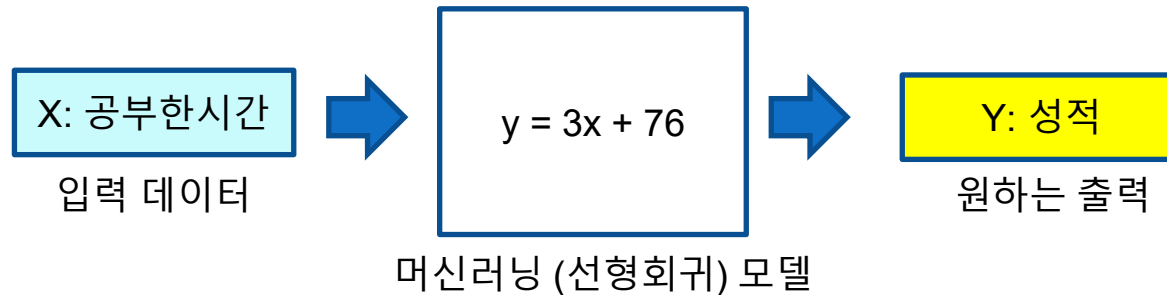 X: 공부한시간
입력 데이터
y = 3x + 76
머신러닝 (선형회귀) 모델
Y: 성적
원하는 출력